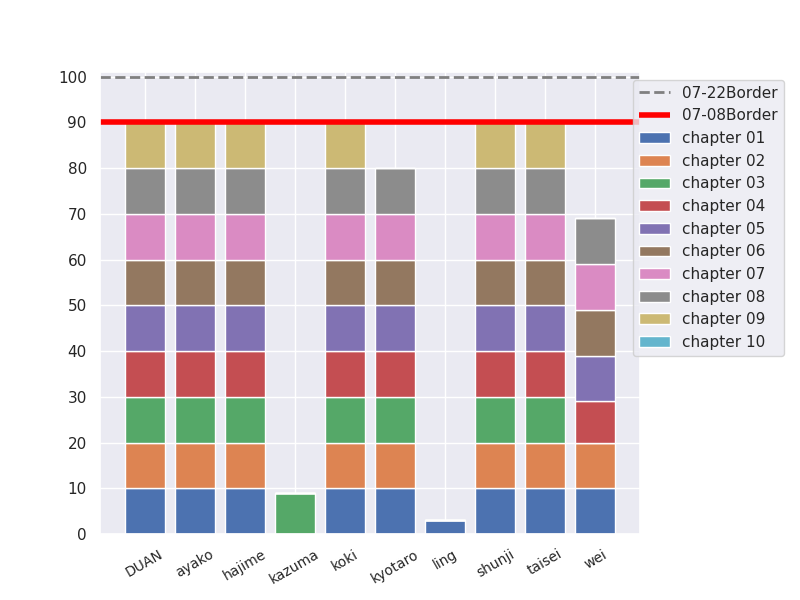 100
90
80
70
60
50
40
30
20
10
0
DUAN
ayako
hajime
kazuma
koki
kyotaro
ling
shunji
taisei
wei
07-22Border
07-08Border
chapter 01
chapter 02
chapter 03
chapter 04
chapter 05
chapter 06
chapter 07
chapter 08
chapter 09
chapter 10